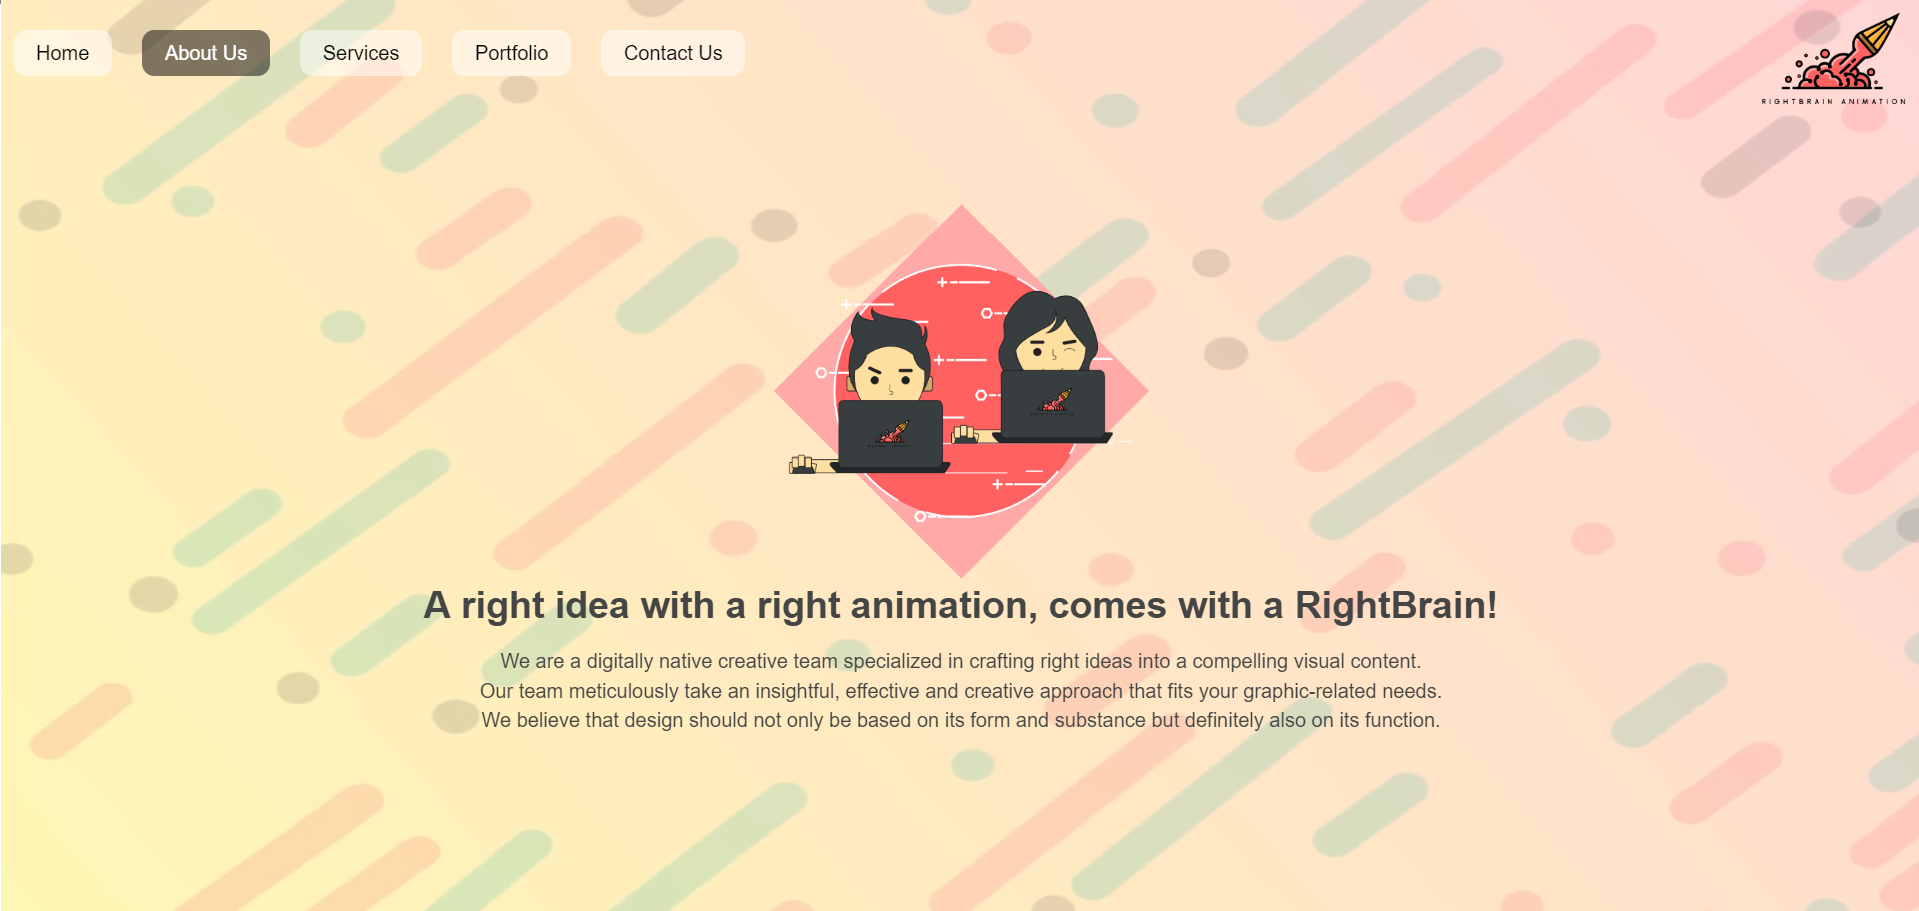 Home
About Us
Services
Portfolio
Contact Us
RIGHTBRAIN ANIMATION
A right idea with a right animation, comes with a RightBrain!
We are a digitally native creative team specialized in crafting right ideas into a compelling visual content.
Our team meticulously take an insightful, effective and creative approach that fits your graphic-related needs.
We believe that design should not only be based on its form and substance but definitely also on its function.